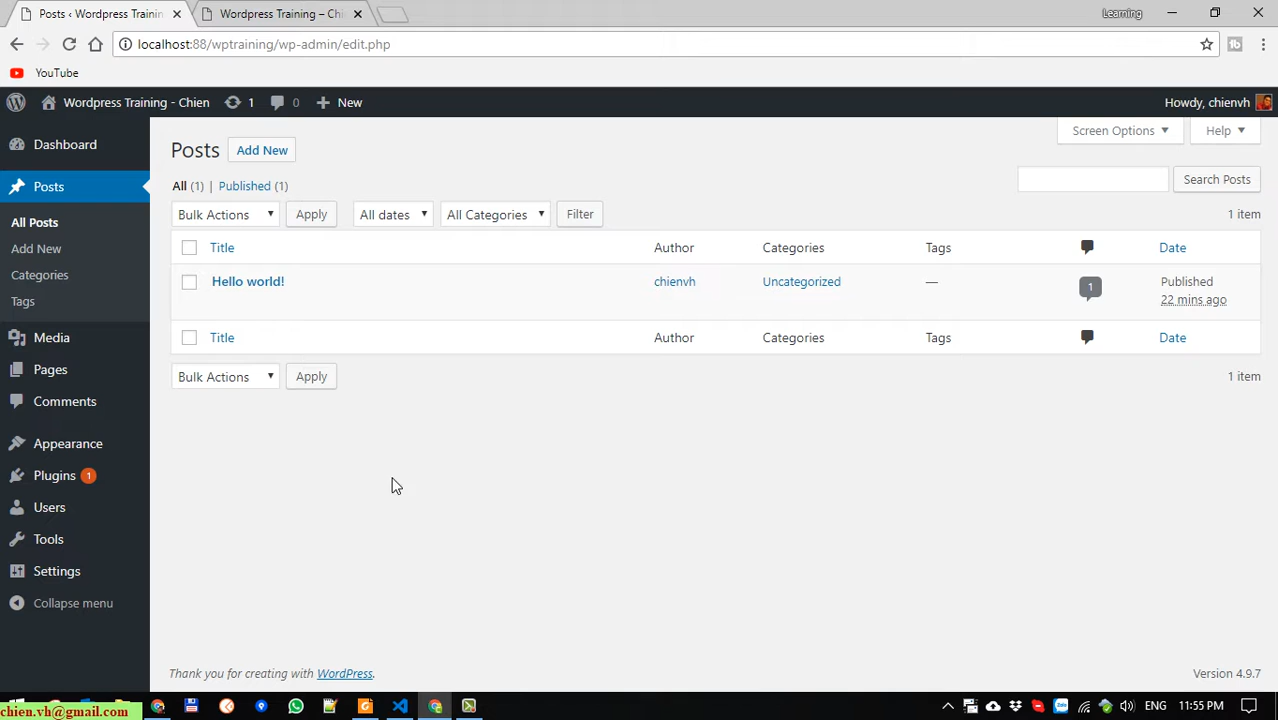 Posts ‹ Wordpress Trainin
Wordpress Training – Chi
Learning
localhost:88/wptraining/wp-admin/edit.php
YouTube
Wordpress Training - Chien
1
0
New
Howdy, chienvh
Dashboard
Posts
All Posts
Add New
Categories
Tags
Media
Pages
Comments
Appearance
Plugins 1
Users
Tools
Settings
Collapse menu
Screen Options
Help
Posts
Add New
All (1) | Published (1)
Search Posts
Bulk Actions
Apply
All dates
All Categories
Filter
1 item
Title
Author
Categories
Tags
Date
Hello world!
chienvh
Uncategorized
—
1
Published
22 mins ago
Title
Author
Categories
Tags
Date
Bulk Actions
Apply
1 item
Thank you for creating with WordPress.
Version 4.9.7
chien.vh@gmail.com
ENG
11:55 PM